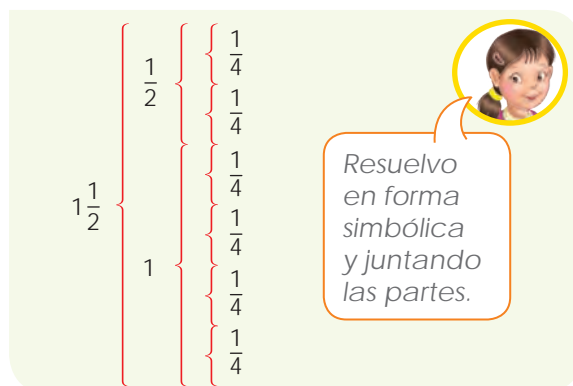 1/4
1/2
1/4
1/4
1 1/2
1/4
1
1/4
1/4
Resuelvo
en forma
simbólica
y juntando
las partes.